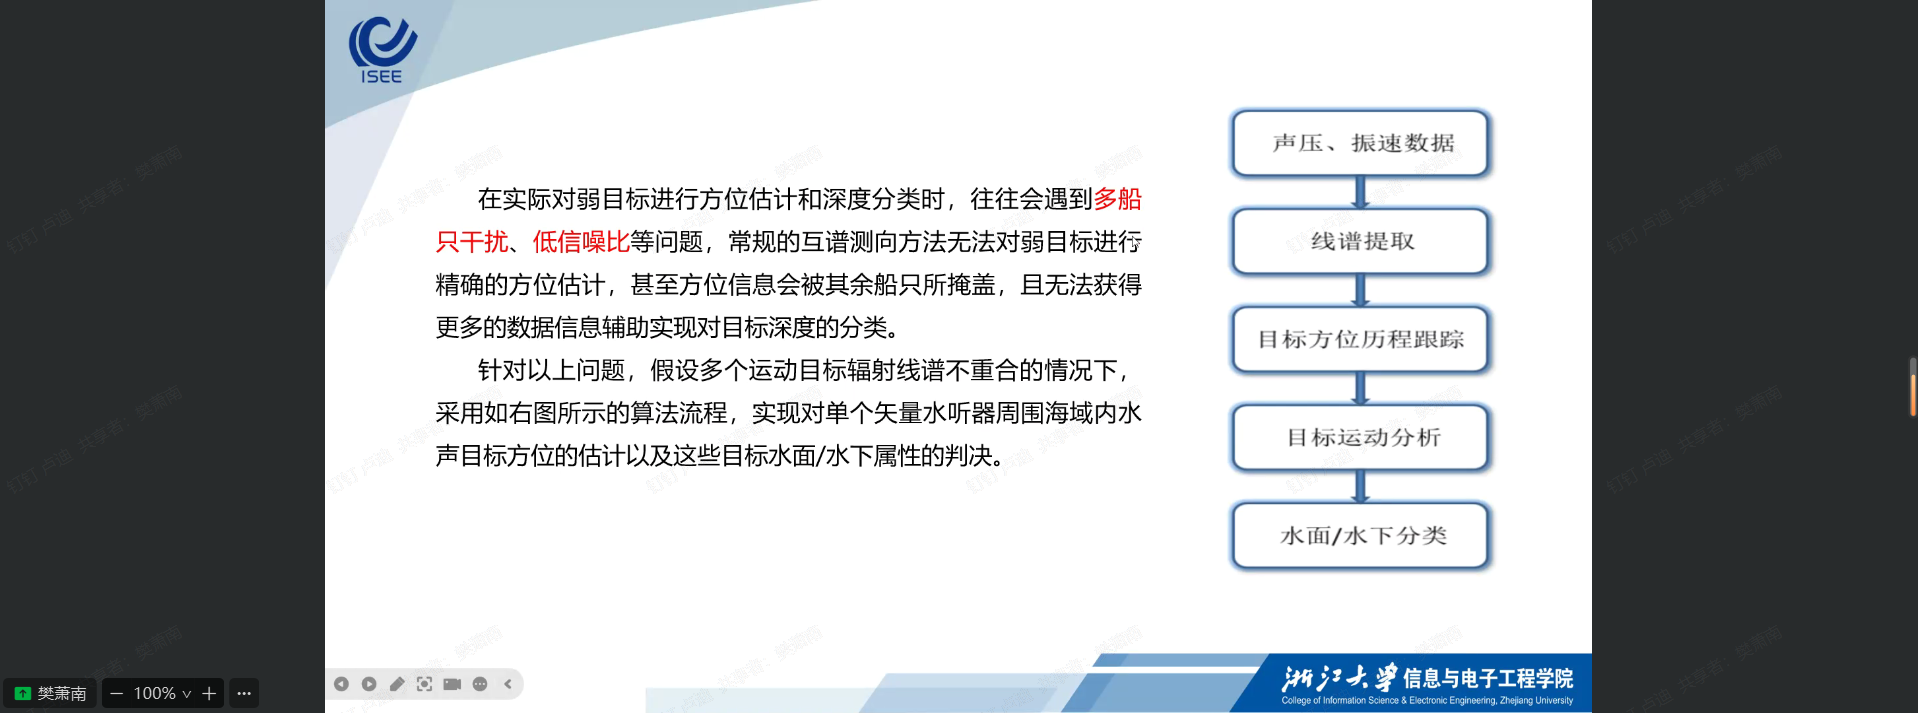 ISEE
在实际对弱目标进行方位估计和深度分类时，往往会遇到多船
只干扰、低信噪比等问题，常规的互谱测向方法无法对弱目标进行
精确的方位估计，甚至方位信息会被其余船只所掩盖，且无法获得
更多的数据信息辅助实现对目标深度的分类。
针对以上问题，假设多个运动目标辐射线谱不重合的情况下，
采用如右图所示的算法流程，实现对单个矢量水听器周围海域内水
声目标方位的估计以及这些目标水面/水下属性的判决。
声压、振速数据
线谱提取
目标方位历程跟踪
目标运动分析
水面/水下分类
樊萧南
100%
浙江大学 信息与电子工程学院
College of Information Science & Electronic Engineering, Zhejiang University